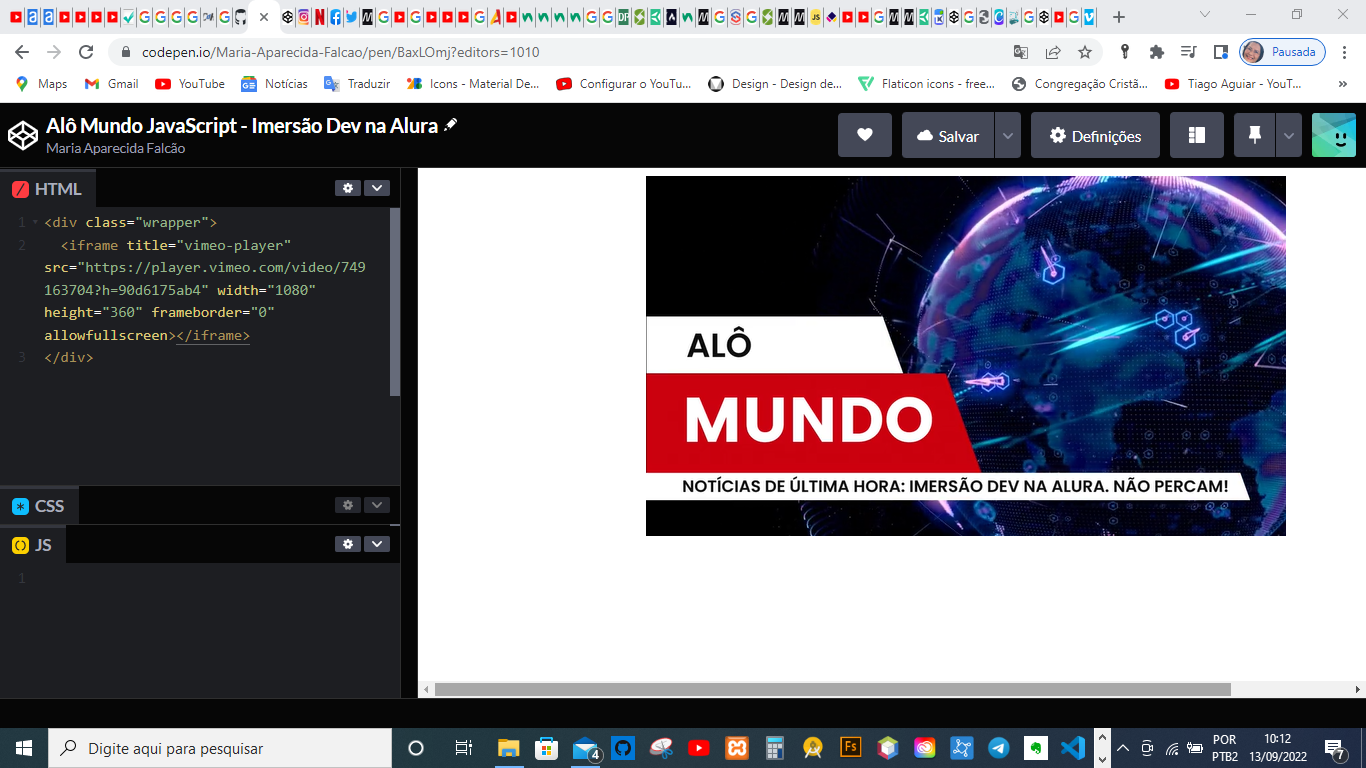 codepen.io/Maria-Aparecida-Falcao/pen/BaxLOmj?editors=1010
Pausada
Maps
Gmail
YouTube
Notícias
Traduzir
Icons - Material De...
Configurar o YouTu...
Design - Design de...
Flaticon icons - free...
Congregação Cristã...
Tiago Aguiar - YouT...
»
Alô Mundo JavaScript - Imersão Dev na Alura
Maria Aparecida Falcão
Salvar
Definições
HTML
1 <div class="wrapper">
2 <iframe title="vimeo-player"
src="https://player.vimeo.com/video/749
163704?h=90d6175ab4" width="1080"
height="360" frameborder="0"
allowfullscreen></iframe>
3 </div>
CSS
JS
1
ALÔ
MUNDO
NOTÍCIAS DE ÚLTIMA HORA: IMERSÃO DEV NA ALURA. NÃO PERCAM!
Digite aqui para pesquisar
4
Fs
POR
PTB2
10:12
13/09/2022
7